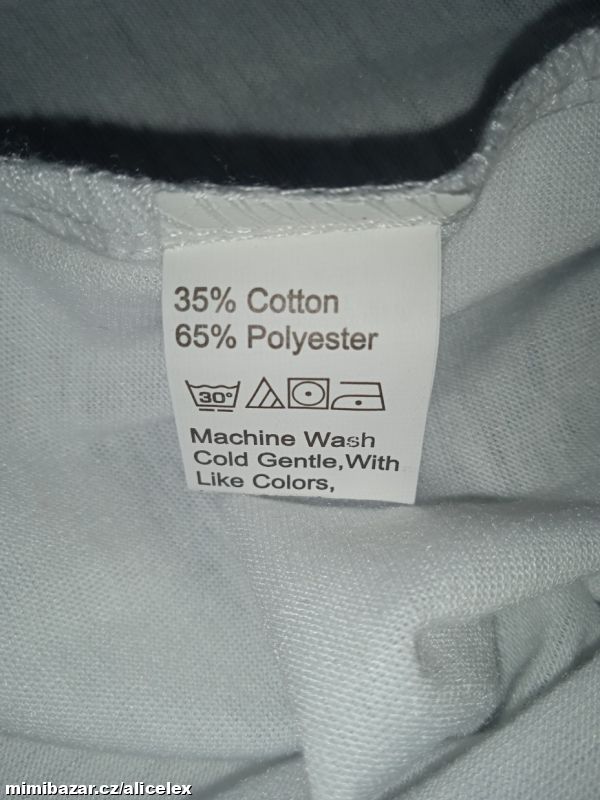 35% Cotton
65% Polyester
30°
Machine Wash
Cold Gentle,With
Like Colors,
mimibazar.cz/alicelex